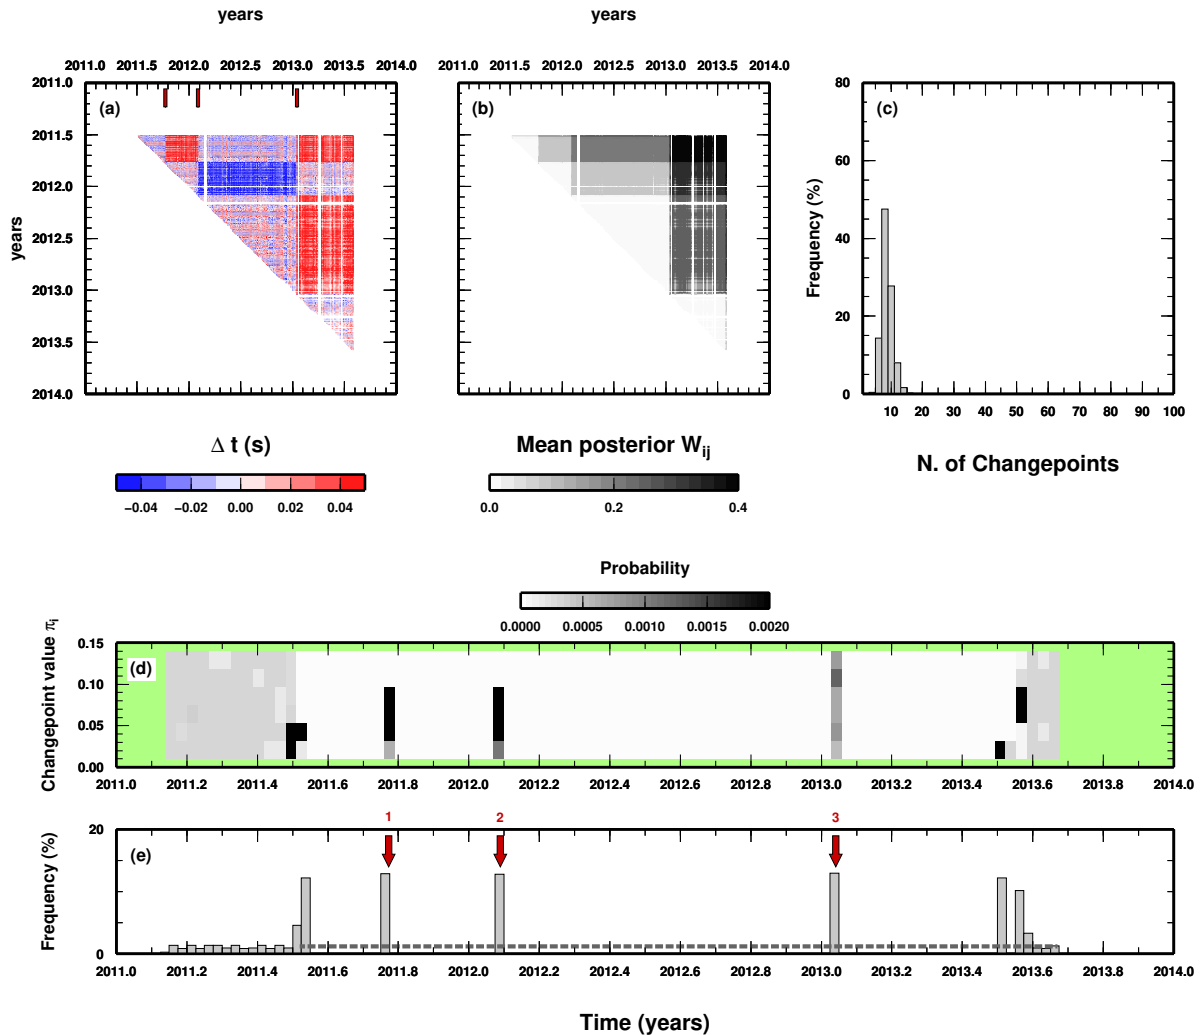 years
years
2011.0 2011.5 2012.0 2012.5 2013.0 2013.5 2014.0
2011.0 2011.5 2012.0 2012.5 2013.0 2013.5 2014.0
2011.0
2011.5
2012.0
2012.5
2013.0
2013.5
2014.0
years
(a)
(b)
(c)
80
60
40
20
0
Frequency (%)
10 20 30 40 50 60 70 80 90 100
N. of Changepoints
Δ t (s)
−0.04 −0.02 0.00 0.02 0.04
Mean posterior W_ij
0.0 0.2 0.4
Probability
0.0000 0.0005 0.0010 0.0015 0.0020
Changepoint value π_i
0.15
0.10
0.05
0.00
(d)
2011.0 2011.2 2011.4 2011.6 2011.8 2012.0 2012.2 2012.4 2012.6 2012.8 2013.0 2013.2 2013.4 2013.6 2013.8 2014.0
1 2 3
Frequency (%)
20
0
(e)
2011.0 2011.2 2011.4 2011.6 2011.8 2012.0 2012.2 2012.4 2012.6 2012.8 2013.0 2013.2 2013.4 2013.6 2013.8 2014.0
Time (years)